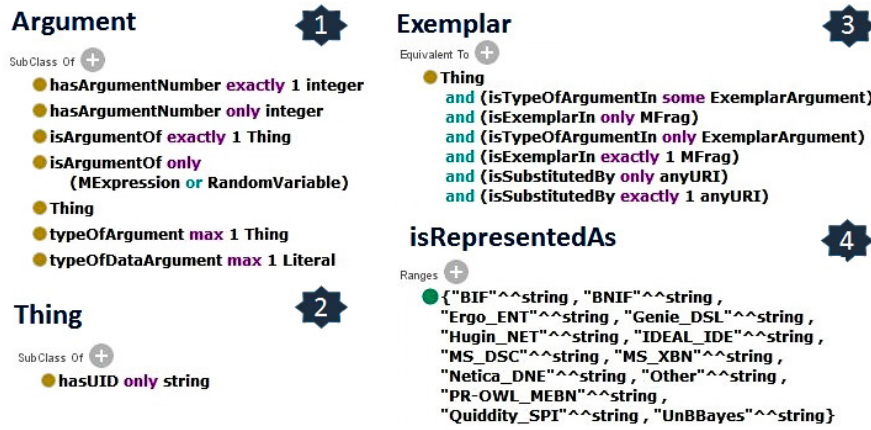 Argument
1
SubClass Of
hasArgumentNumber exactly 1 integer
hasArgumentNumber only integer
isArgumentOf exactly 1 Thing
isArgumentOf only
(MExpression or RandomVariable)
Thing
typeOfArgument max 1 Thing
typeOfDataArgument max 1 Literal
Thing
2
SubClass Of
hasUID only string
Exemplar
3
Equivalent To
Thing
and (isTypeOfArgumentIn some ExemplarArgument)
and (isExemplarIn only MFrag)
and (isTypeOfArgumentIn only ExemplarArgument)
and (isExemplarIn exactly 1 MFrag)
and (isSubstitutedBy only anyURI)
and (isSubstitutedBy exactly 1 anyURI)
isRepresentedAs
4
Ranges
{"BIF"^^string , "BNIF"^^string ,
"Ergo_ENT"^^string , "Genie_DSL"^^string ,
"Hugin_NET"^^string , "IDEAL_IDE"^^string ,
"MS_DSC"^^string , "MS_XBN"^^string ,
"Netica_DNE"^^string , "Other"^^string ,
"PR-OWL_MEBN"^^string ,
"Quiddity_SPI"^^string , "UnBBayes"^^string}